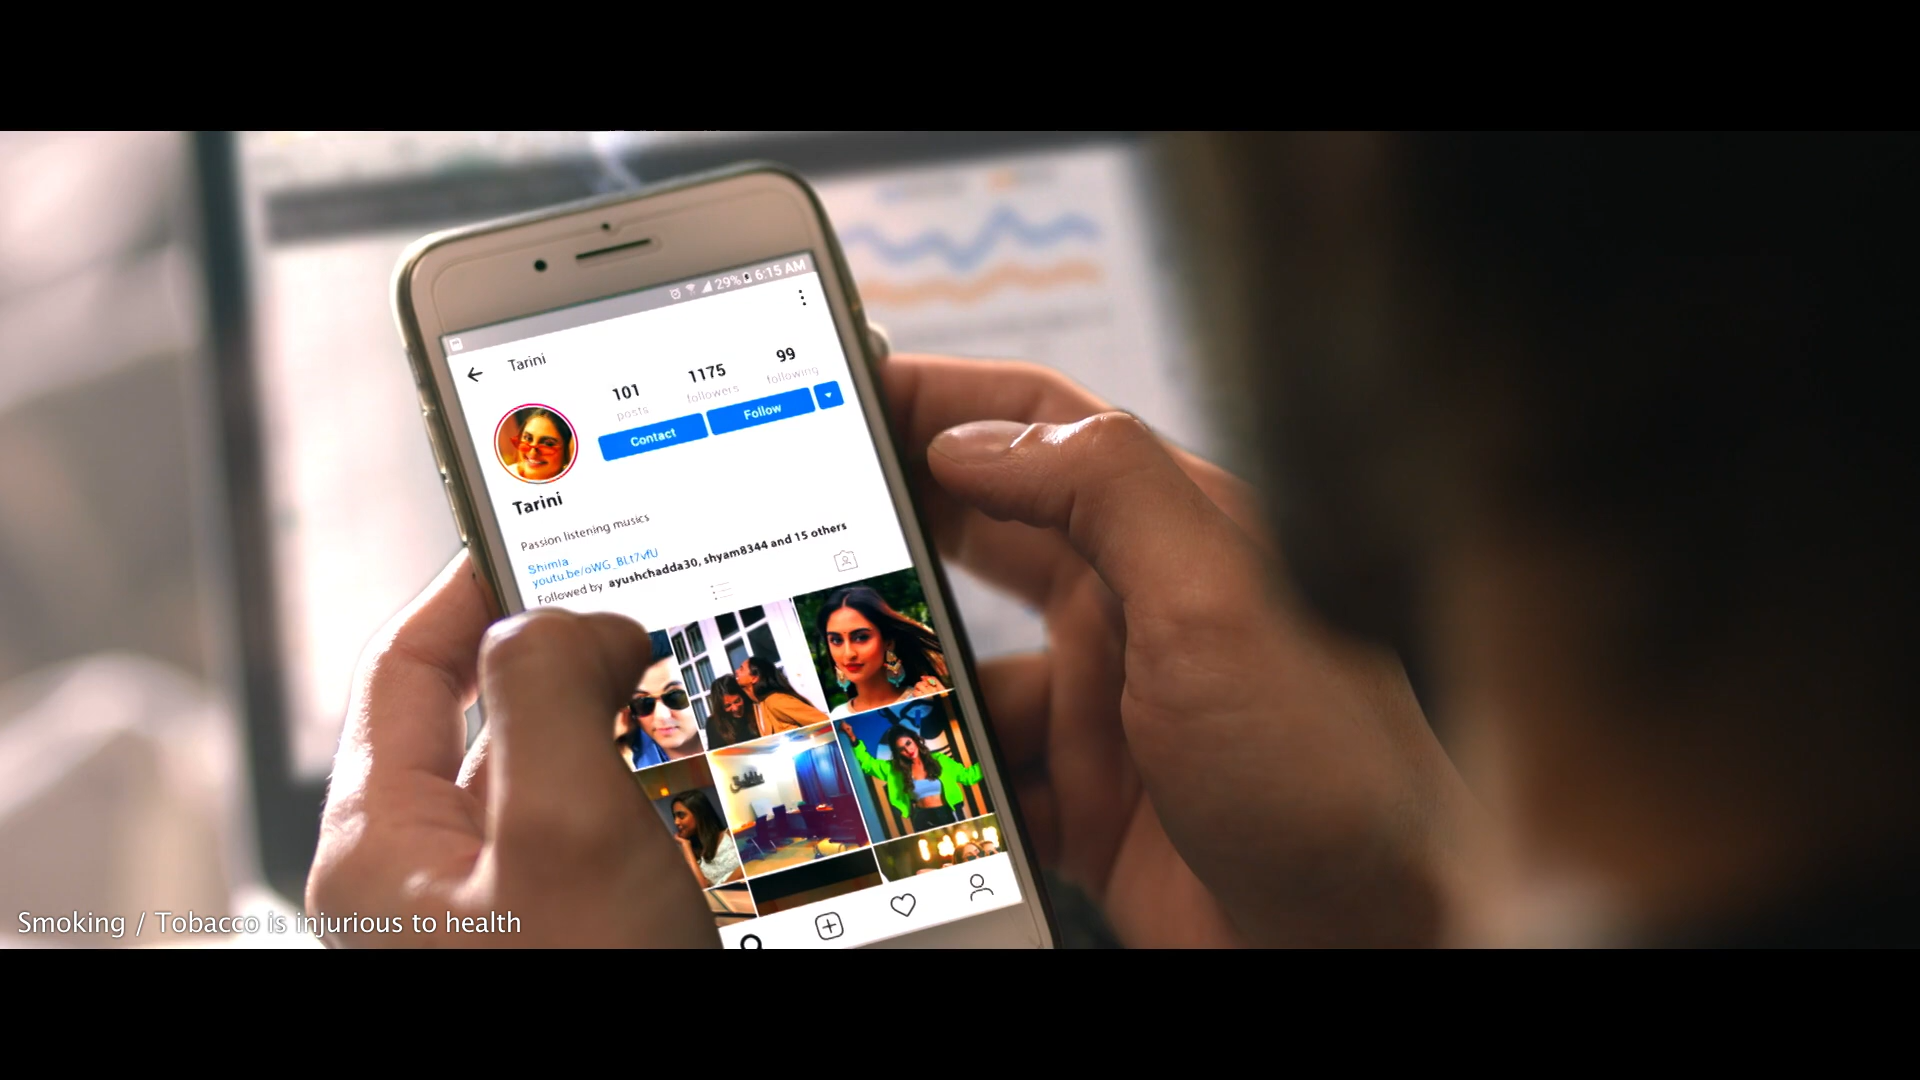 29% 6:15 AM
Tarini
101 1175 99
posts followers following
Contact Follow
Tarini
Passion listening musics
Shimla
youtu.be/oWG_BLt7vfU
Followed by ayushchadda30, shyam8344 and 15 others
Smoking / Tobacco is injurious to health